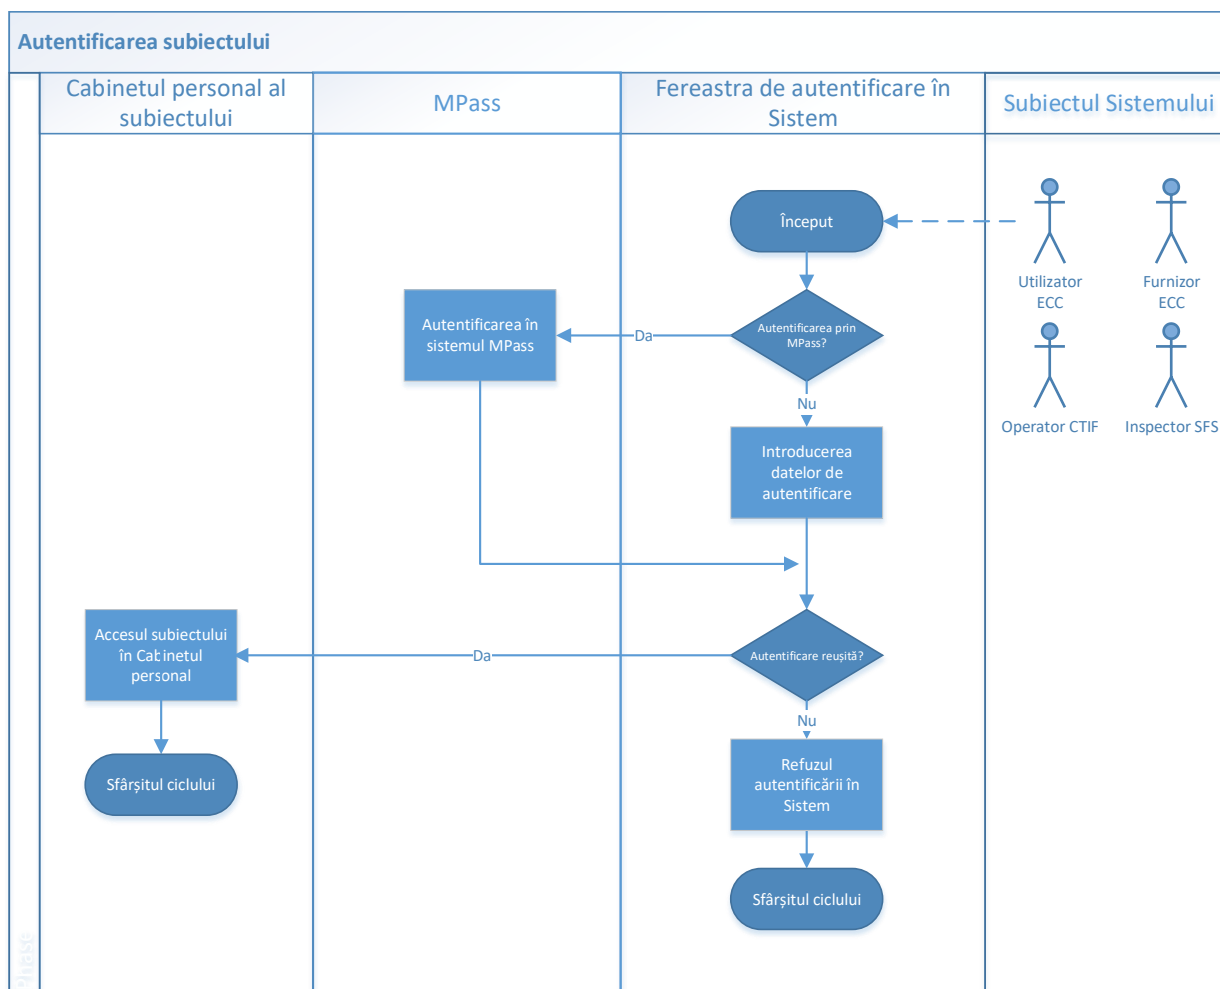 Autentificarea subiectului
Cabinetul personal al
subiectului
MPass
Fereastra de autentificare în
Sistem
Subiectul Sistemului
Început
Utilizator
ECC
Furnizor
ECC
Autentificarea în
sistemul MPass
Da
Autentificarea prin
MPass?
Nu
Operator CTIF
Inspector SFS
Introducerea
datelor de
autentificare
Accesul subiectului
în Cabinetul
personal
Da
Autentificare reușită?
Nu
Sfârșitul ciclului
Refuzul
autentificării în
Sistem
Sfârșitul ciclului
Phase